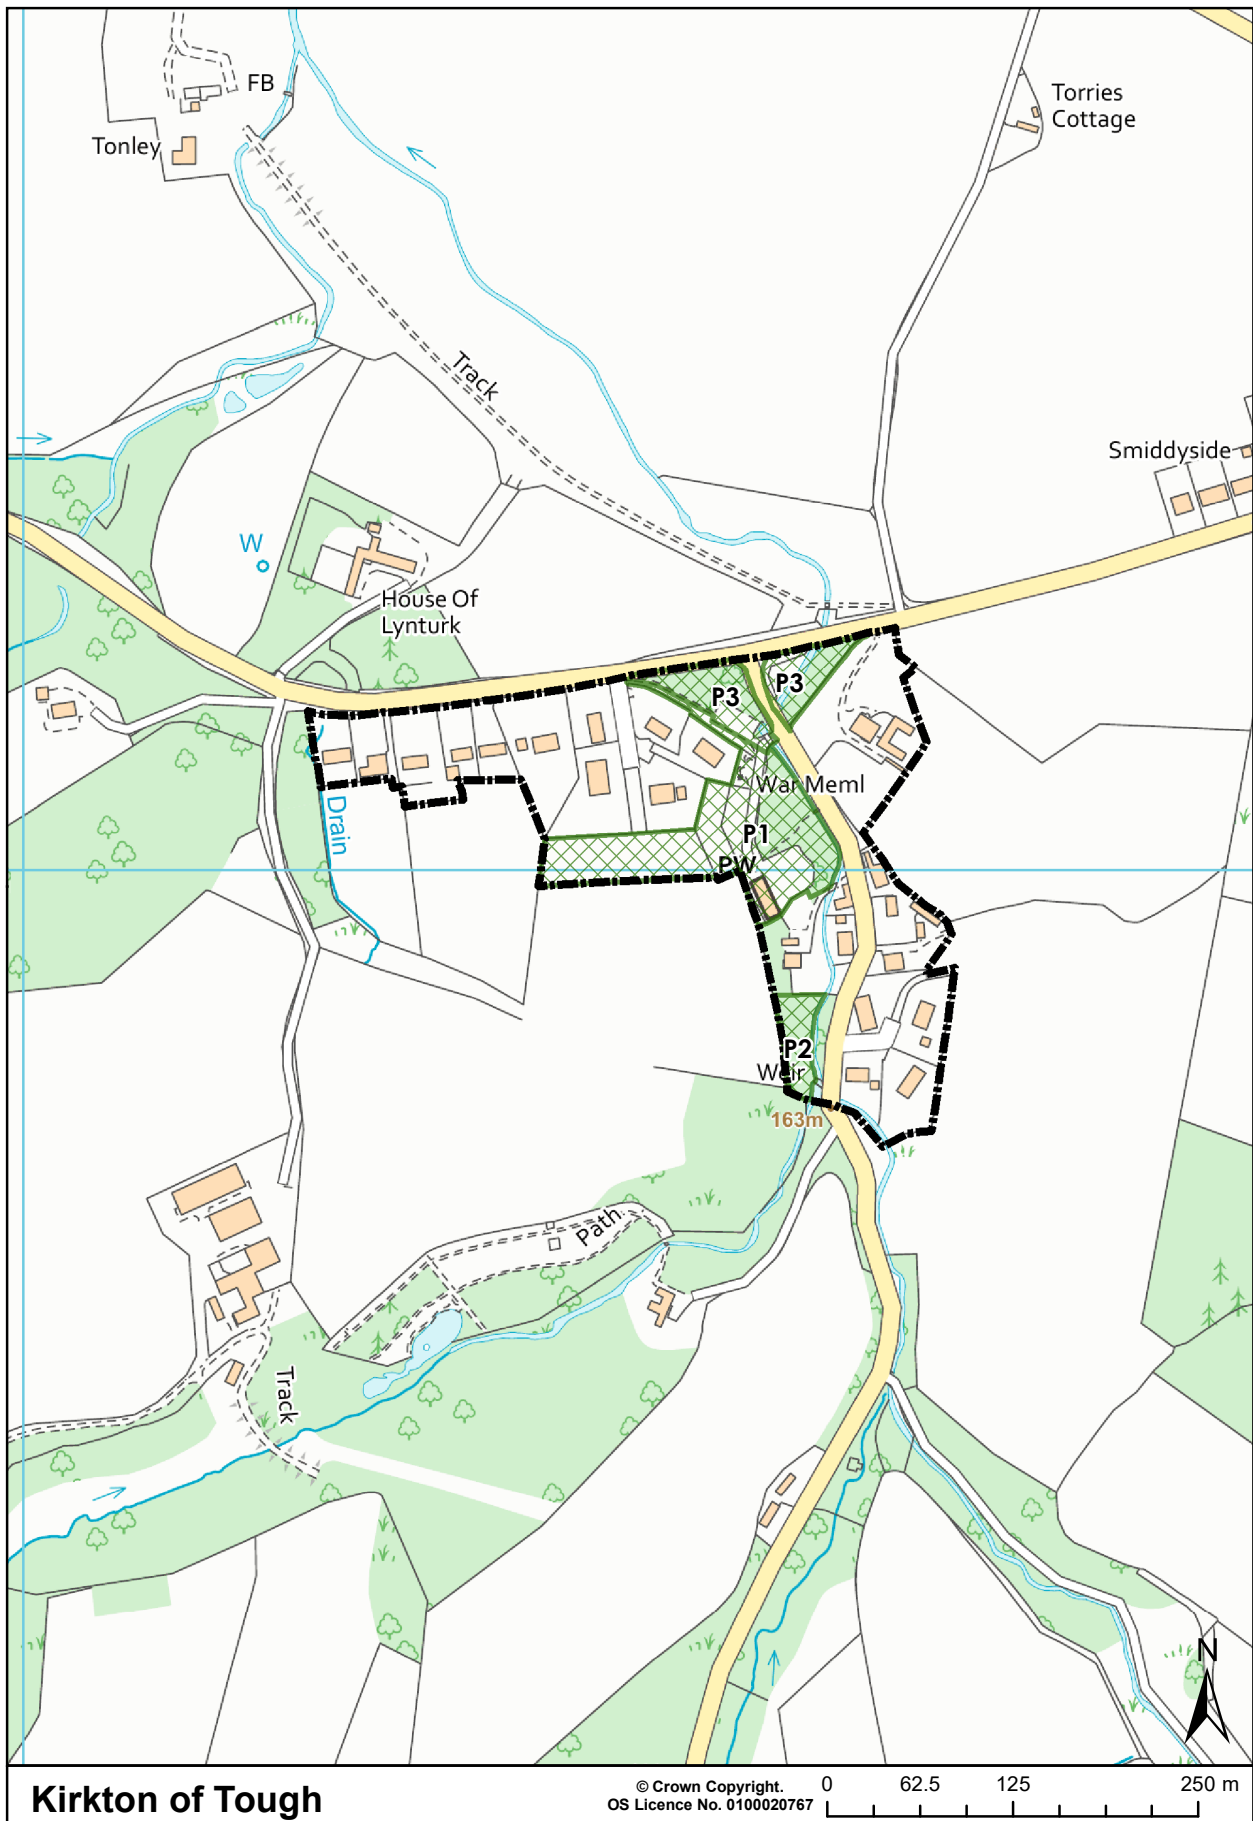 FB
Torries
Cottage
Tonley
Track
Smiddyside
W
House Of
Lynturk
P3
P3
War Meml
Drain
P1
PW
P2
Weir
163m
Path
Track
N
Kirkton of Tough
© Crown Copyright.
OS Licence No. 0100020767
0 62.5 125 250 m